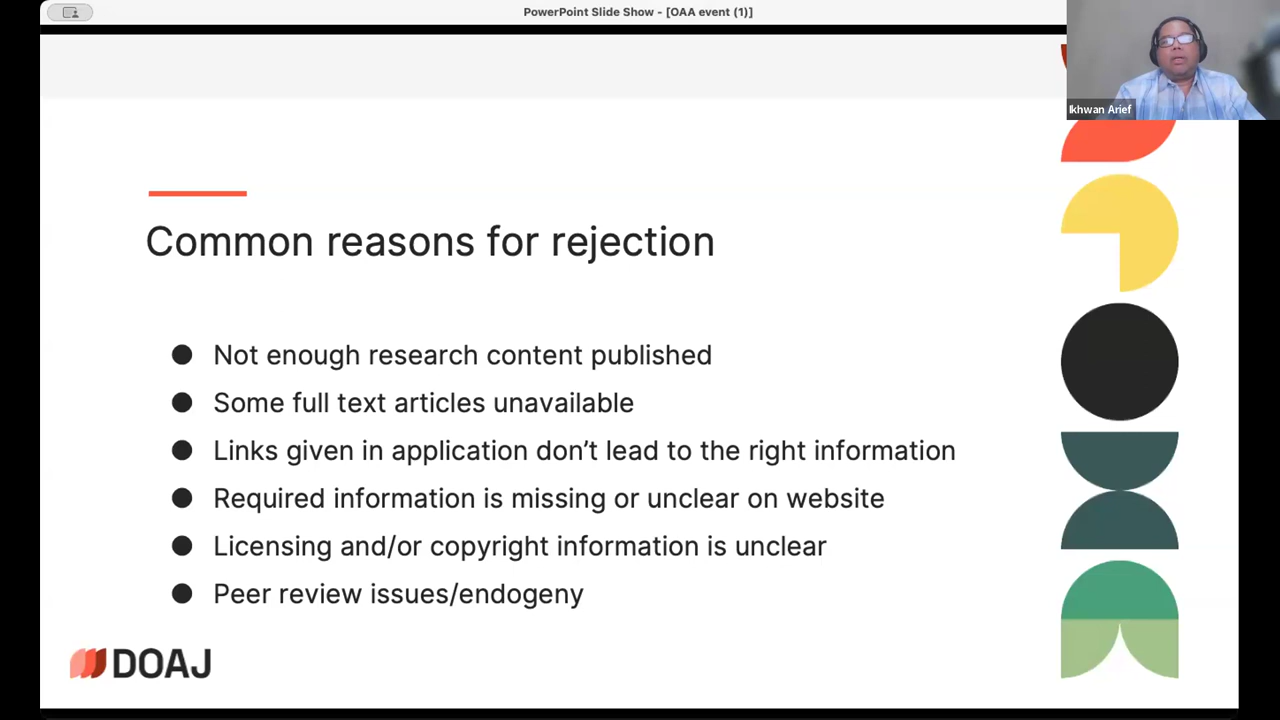 PowerPoint Slide Show - [OAA event (1)]
Ikhwan Arief
Common reasons for rejection
● Not enough research content published
● Some full text articles unavailable
● Links given in application don’t lead to the right information
● Required information is missing or unclear on website
● Licensing and/or copyright information is unclear
● Peer review issues/endogeny
DOAJ